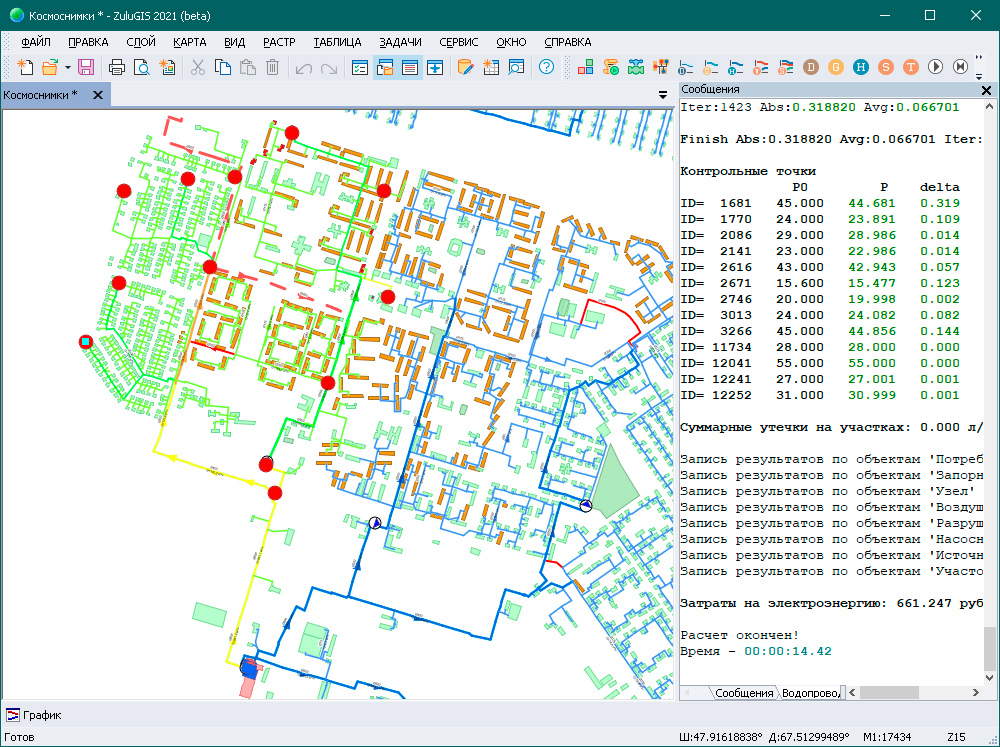 Космоснимки * - ZuluGIS 2021 (beta)
ФАЙЛ ПРАВКА СЛОЙ КАРТА ВИД РАСТР ТАБЛИЦА ЗАДАЧИ СЕРВИС ОКНО СПРАВКА
D G H S T
Космоснимки *
Сообщения
Iter:1423 Abs:0.318820 Avg:0.066701
Finish Abs:0.318820 Avg:0.066701 Iter:
Контрольные точки
P0 P delta
ID= 1681 45.000 44.681 0.319
ID= 1770 24.000 23.891 0.109
ID= 2086 29.000 28.986 0.014
ID= 2141 23.000 22.986 0.014
ID= 2616 43.000 42.943 0.057
ID= 2671 15.600 15.477 0.123
ID= 2746 20.000 19.998 0.002
ID= 3013 24.000 24.082 0.082
ID= 3266 45.000 44.856 0.144
ID= 11734 28.000 28.000 0.000
ID= 12041 55.000 55.000 0.000
ID= 12241 27.000 27.001 0.001
ID= 12252 31.000 30.999 0.001
Суммарные утечки на участках: 0.000 л/
Запись результатов по объектам 'Потреб
Запись результатов по объектам 'Запорн
Запись результатов по объектам 'Узел'
Запись результатов по объектам 'Воздуш
Запись результатов по объектам 'Разруш
Запись результатов по объектам 'Насосн
Запись результатов по объектам 'Источн
Запись результатов по объектам 'Участо
Затраты на электроэнергию: 661.247 руб
Расчет окончен!
Время - 00:00:14.42
Сообщения Водопровод
График
Готов
Ш:47.91618838° Д:67.51299489° М1:17434 Z15